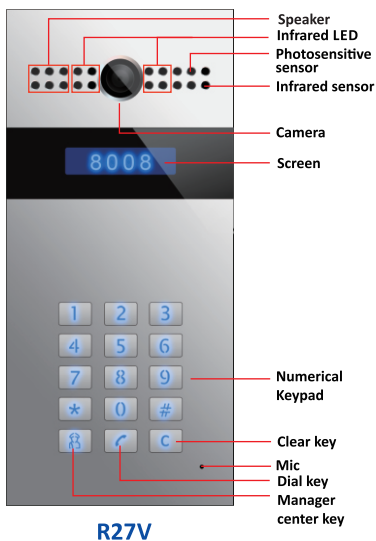 Speaker
Infrared LED
Photosensitive
sensor
Infrared sensor
Camera
8008
Screen
1 2 3
4 5 6
7 8 9
* 0 #
C
Numerical
Keypad
Clear key
Mic
Dial key
Manager
center key
R27V